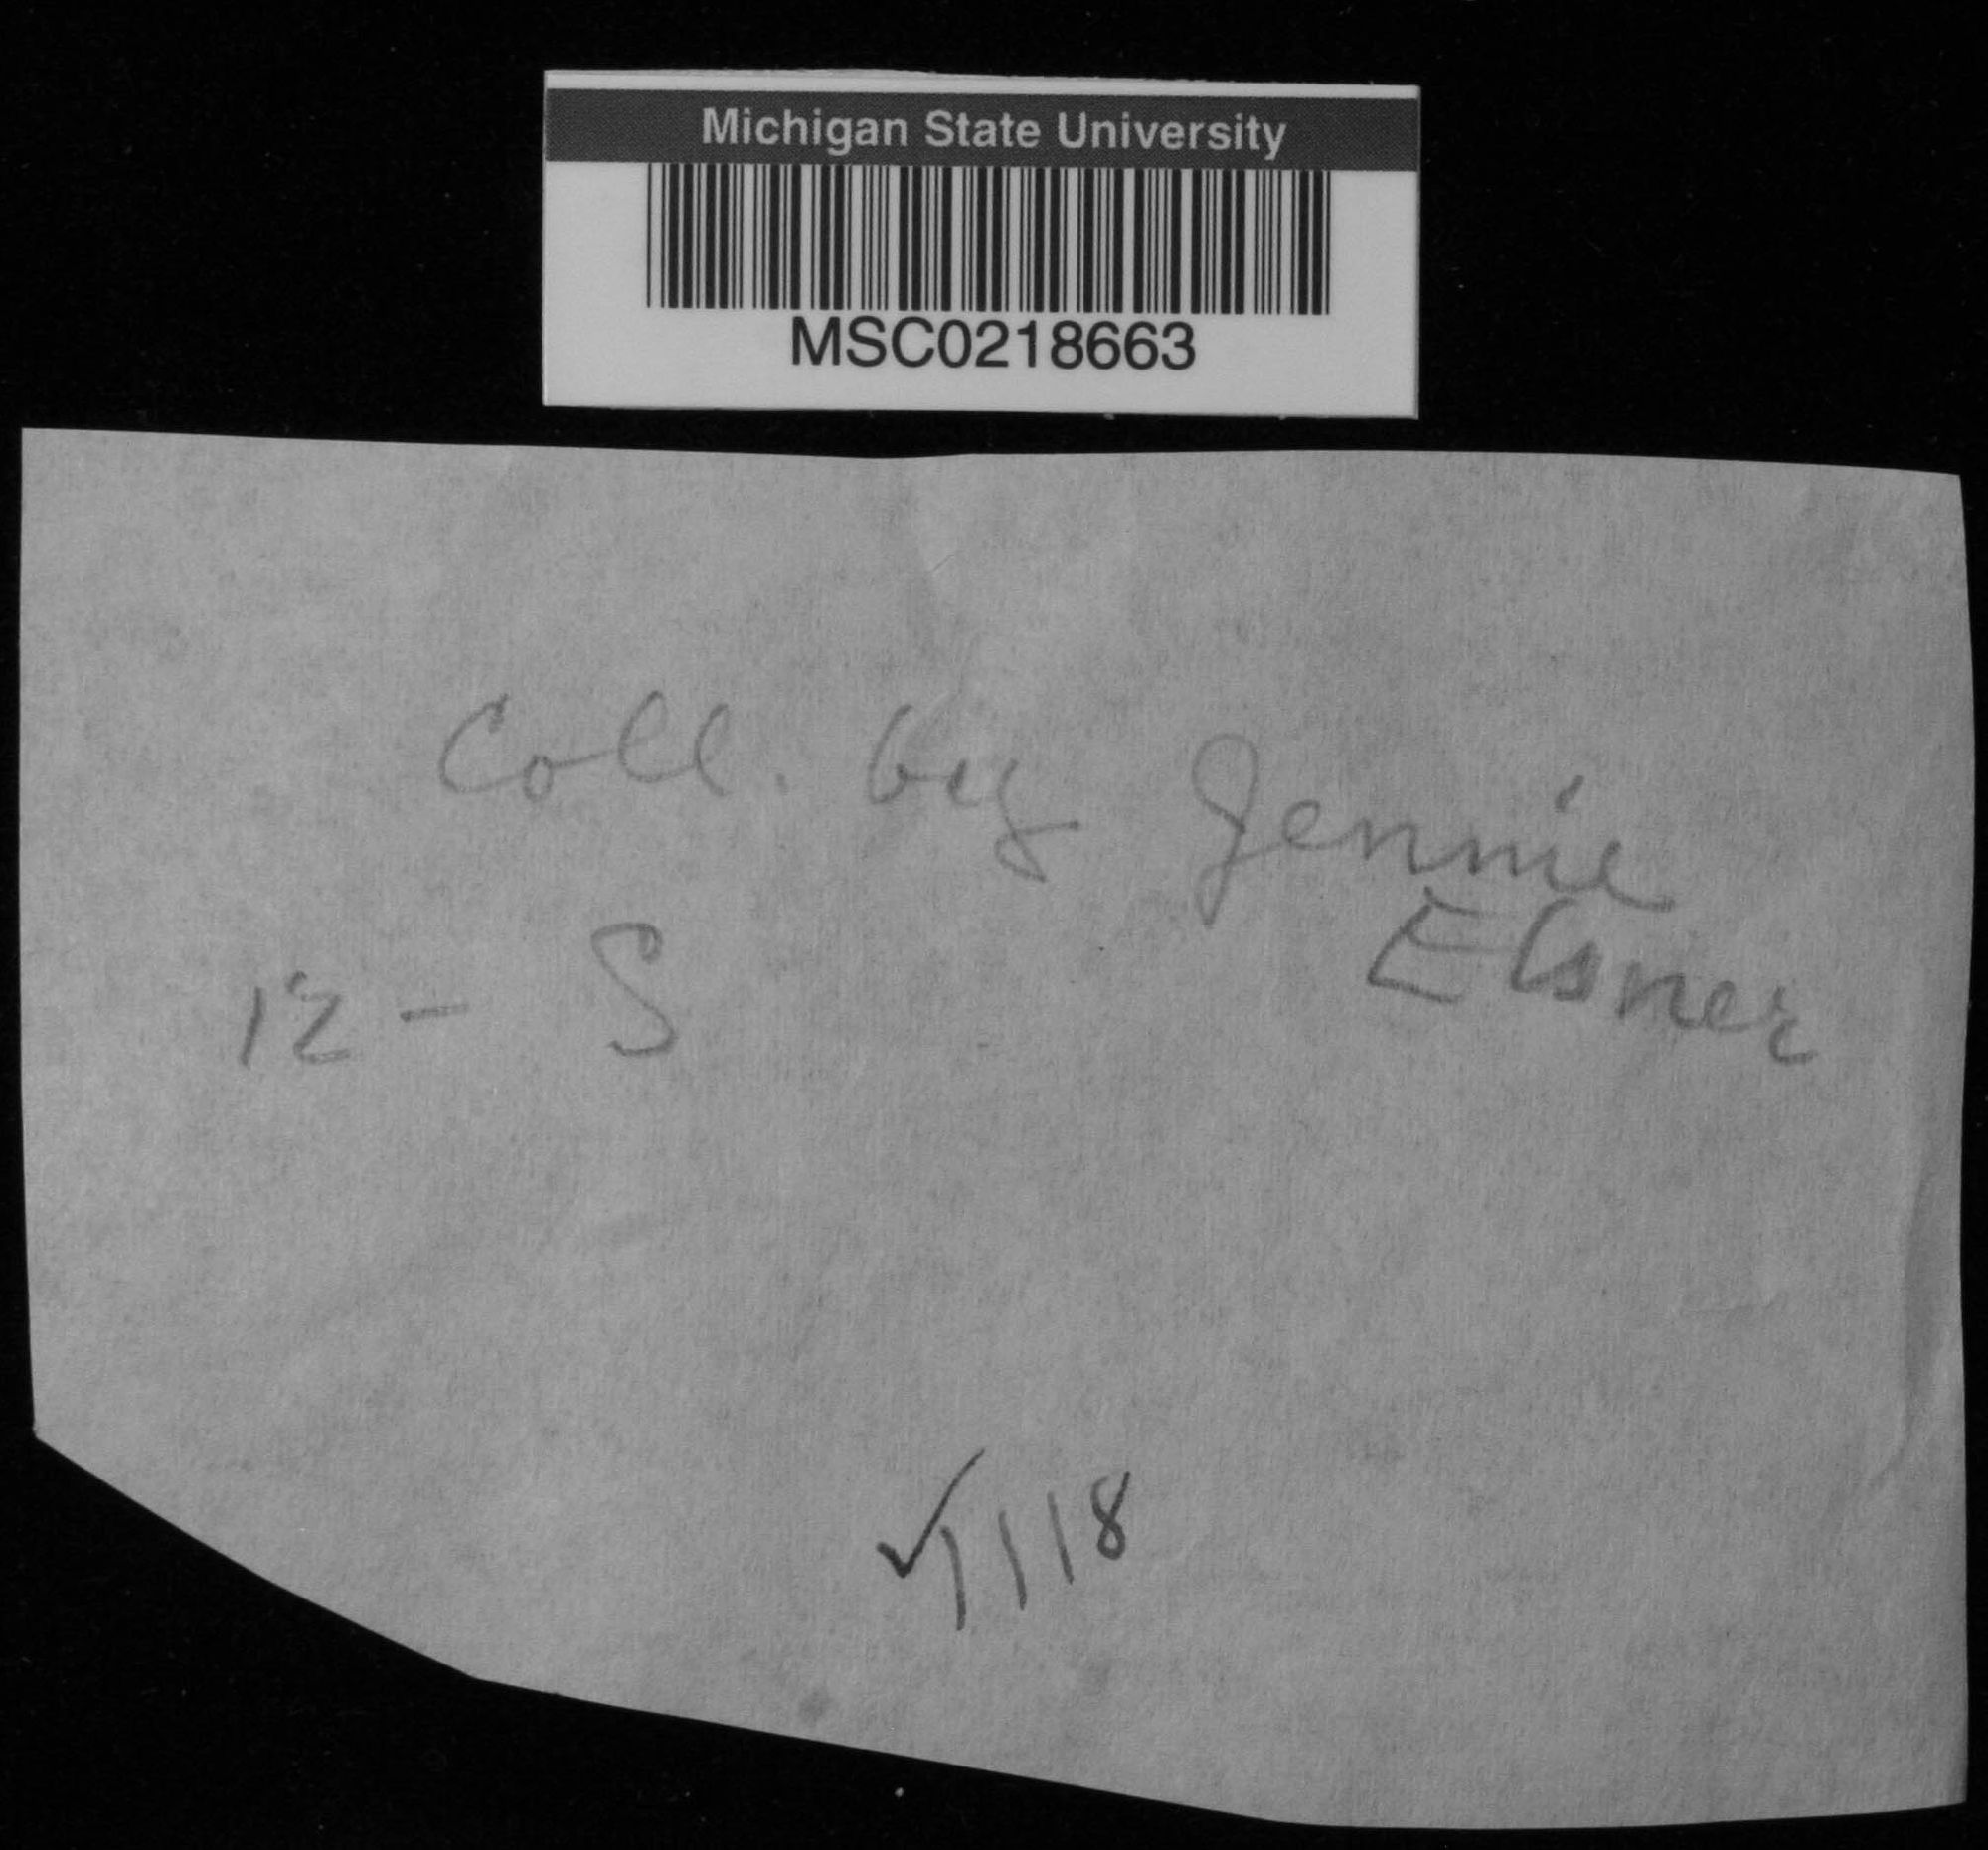 Michigan State University
MSC0218663
Coll. by Jennie
Elsner
12 - S
✓1118